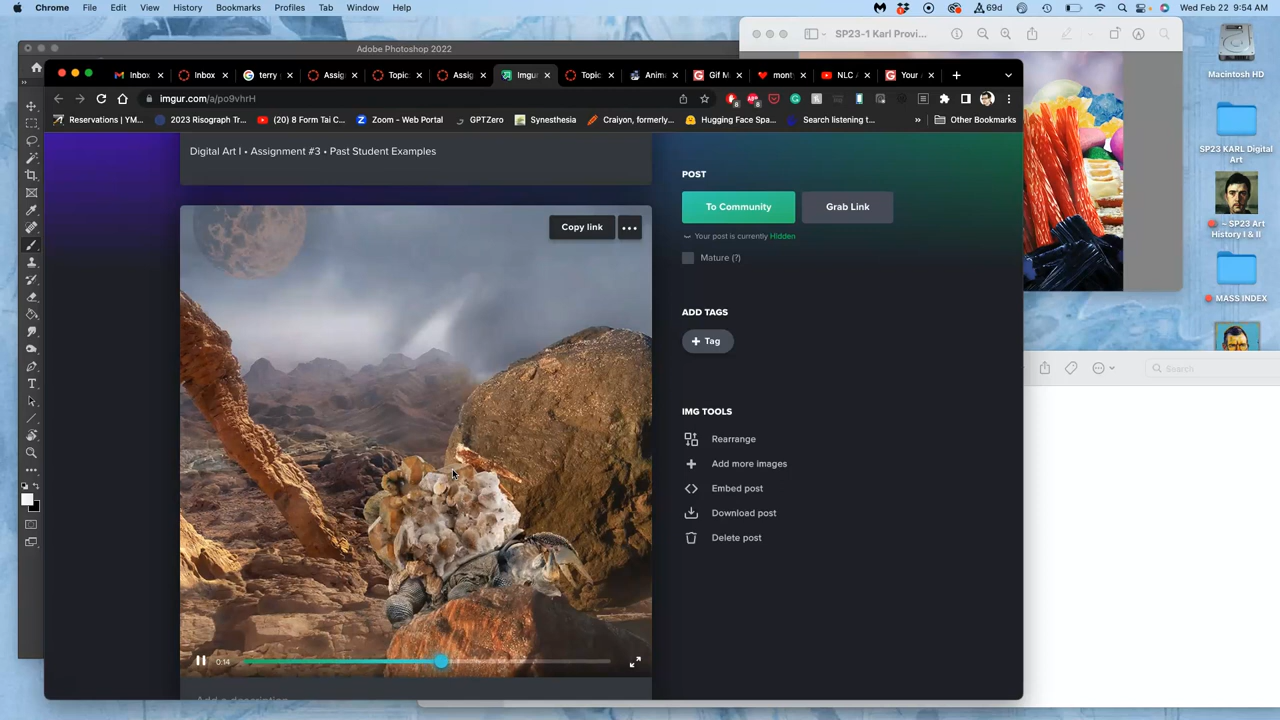 Chrome File Edit View History Bookmarks Profiles Tab Window Help
69d Wed Feb 22 9:54 AM
Adobe Photoshop 2022
SP23-1 Karl Provi...
Inbox Inbox terry Assig Topic Assig Imgur Topic Anim Gif M mont NLC Your
imgur.com/a/po9vhrH
Reservations | YM... 2023 Risograph Tr... (20) 8 Form Tai C... Zoom - Web Portal GPTZero Synesthesia Craiyon, formerly... Hugging Face Spa... Search listening t... » Other Bookmarks
Digital Art I • Assignment #3 • Past Student Examples
Copy link
0:14
POST
To Community Grab Link
Your post is currently Hidden
Mature (?)
ADD TAGS
+ Tag
IMG TOOLS
Rearrange
Add more images
Embed post
Download post
Delete post
Macintosh HD
SP23 KARL Digital
Art
~ SP23 Art
History I & II
MASS INDEX
Search